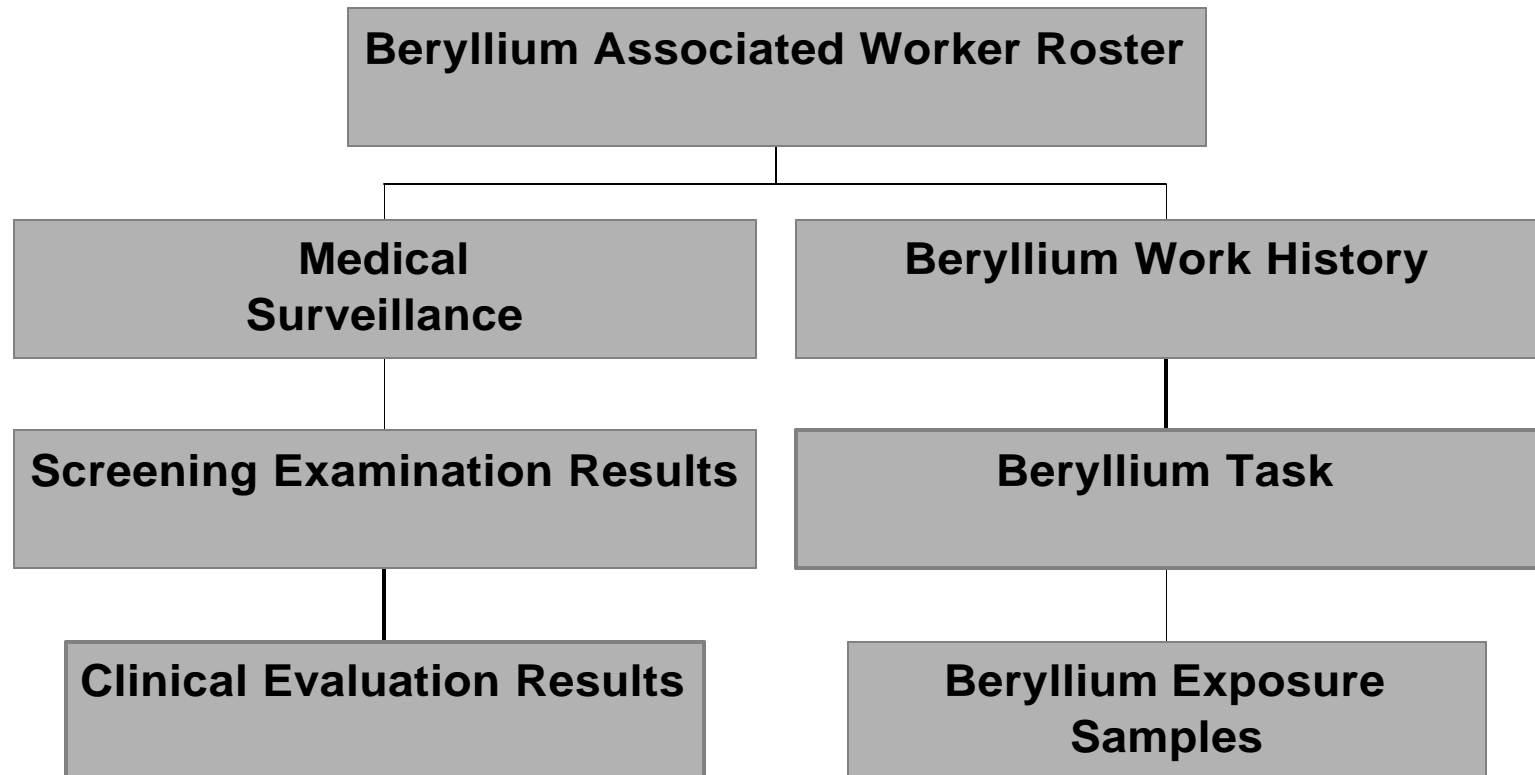 Beryllium Associated Worker Roster
Medical
Surveillance
Beryllium Work History
Screening Examination Results
Beryllium Task
Clinical Evaluation Results
Beryllium Exposure
Samples